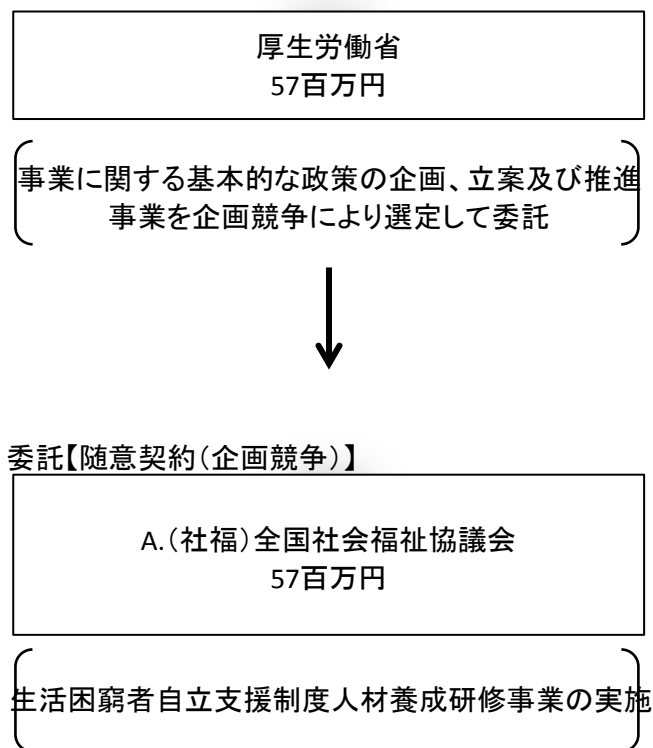 厚生労働省
57百万円
事業に関する基本的な政策の企画、立案及び推進
事業を企画競争により選定して委託
委託【随意契約（企画競争）】
A.（社福）全国社会福祉協議会
57百万円
生活困窮者自立支援制度人材養成研修事業の実施